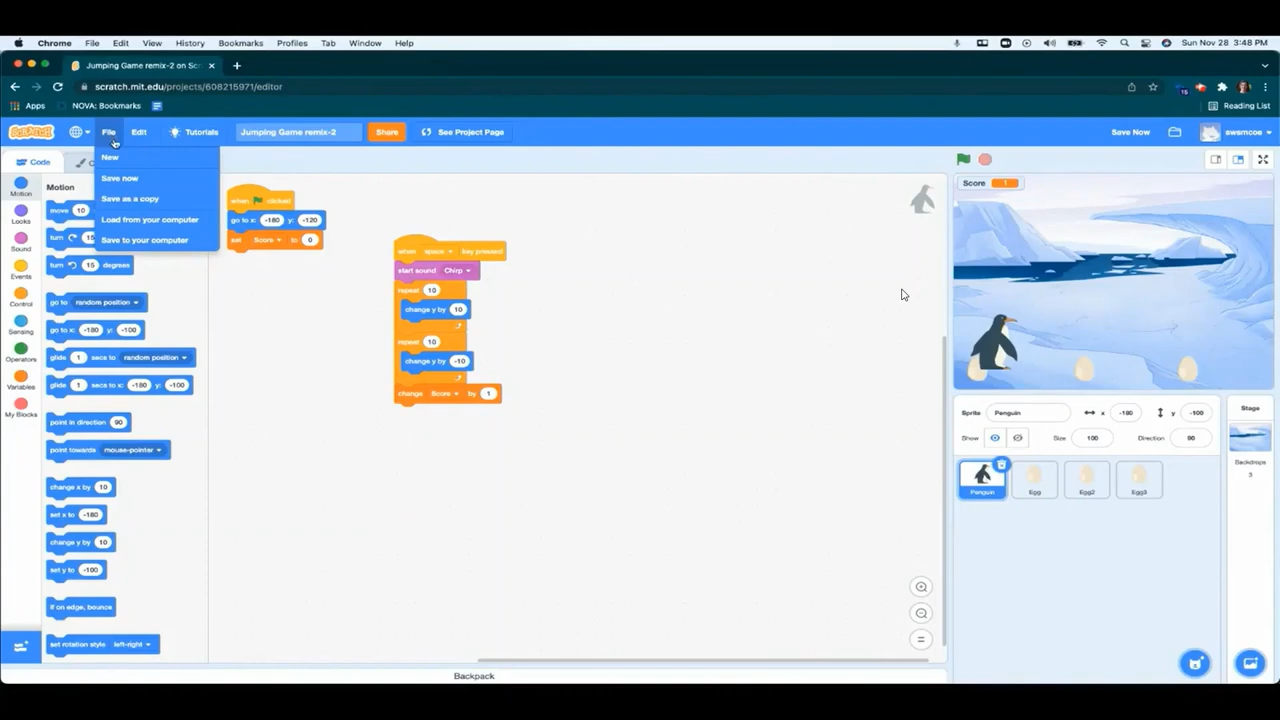 Chrome File Edit View History Bookmarks Profiles Tab Window Help Sun Nov 28 3:48 PM
Jumping Game remix-2 on Scr
scratch.mit.edu/projects/608215971/editor
15
Apps NOVA: Bookmarks Reading List
SCRATCH File Edit Tutorials Jumping Game remix-2 Share See Project Page Save Now swsmoe
Code C
New
Save now
Save as a copy
Load from your computer
Save to your computer
Motion
Looks
Sound
Events
Control
Sensing
Operators
Variables
My Blocks
Motion
move 10
turn 15
turn 15 degrees
go to random position
go to x: -180 y: -100
glide 1 secs to random position
glide 1 secs to x: -180 y: -100
point in direction 90
point towards mouse-pointer
change x by 10
set x to -180
change y by 10
set y to -100
if on edge, bounce
set rotation style left-right
when clicked
go to x: -180 y: -120
set Score to 0
when space key pressed
start sound Chirp
repeat 10
change y by 10
repeat 10
change y by -10
change Score by 1
Score 1
Sprite Penguin x -180 y -100
Show Size 100 Direction 90
Penguin Egg Egg2 Egg3
Stage
Backdrops
3
Backpack